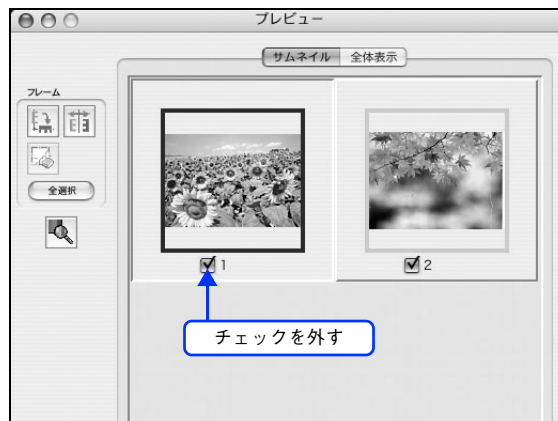 プレビュー
サムネイル 全体表示
フレーム
全選択
1
2
チェックを外す